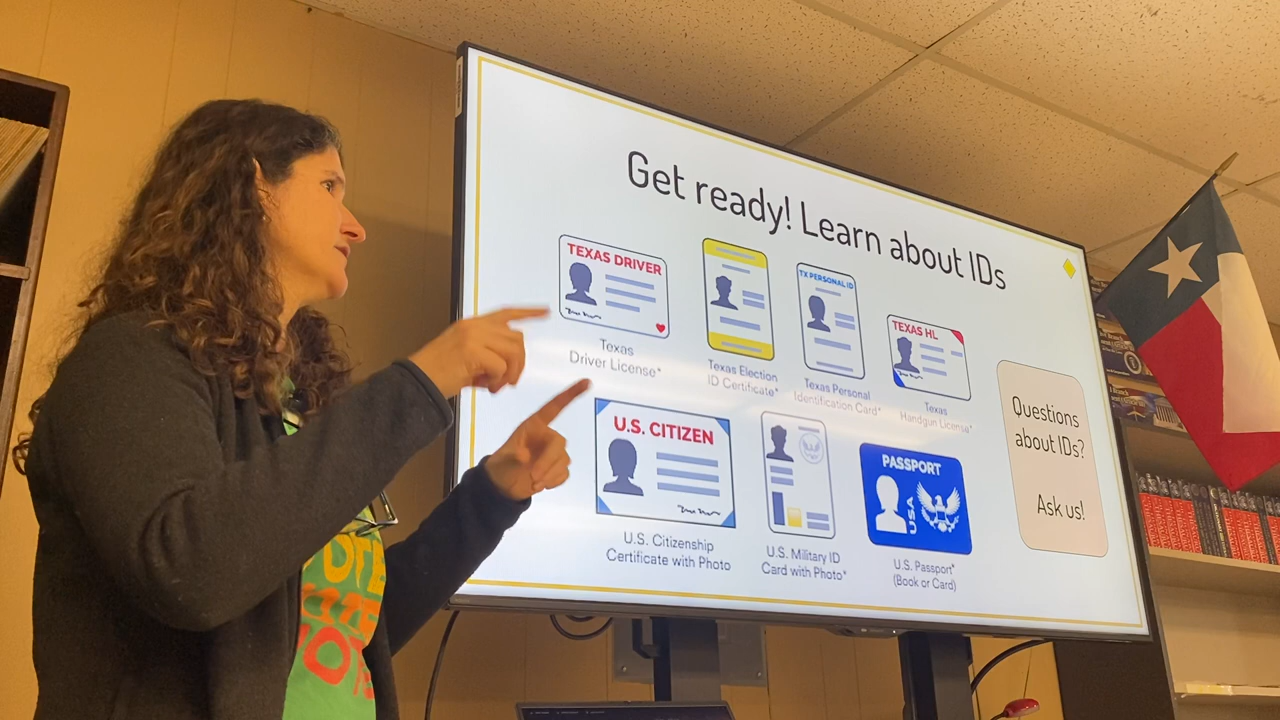 Get ready! Learn about IDs
TEXAS DRIVER
Texas
Driver License*
Texas Election
ID Certificate*
TX PERSONAL ID
Texas Personal
Identification Card*
TEXAS HL
Texas
Handgun License*
U.S. CITIZEN
U.S. Citizenship
Certificate with Photo
U.S. Military ID
Card with Photo*
PASSPORT
USA
U.S. Passport*
(Book or Card)
Questions
about IDs?
Ask us!